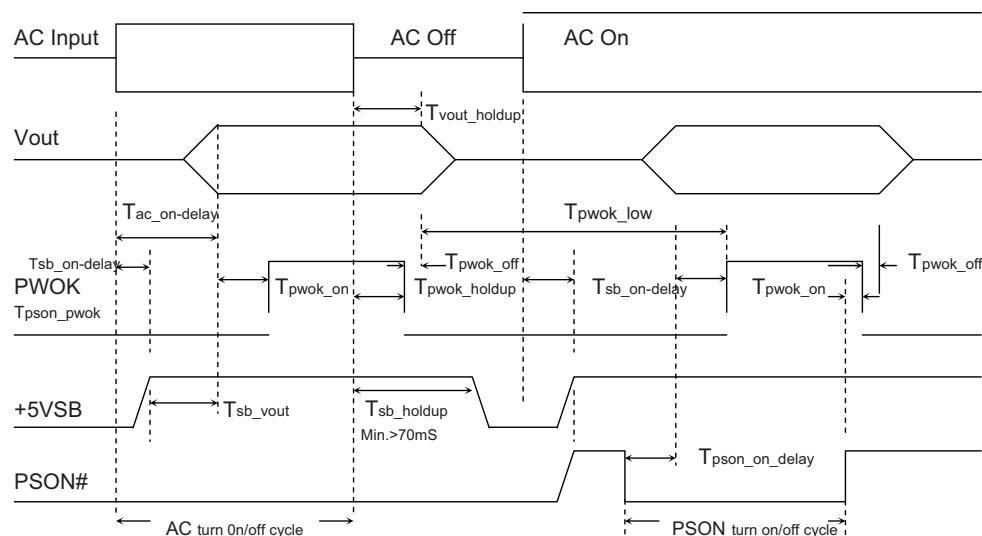 AC Input
AC Off
AC On
Tvout_holdup
Vout
Tac_on-delay
Tpwok_low
Tsb_on-delay
Tpwok_off
Tpwok_off
PWOK
Tpwok_on
Tpwok_holdup
Tsb_on-delay
Tpwok_on
Tpson_pwok
+5VSB
Tsb_vout
Tsb_holdup
Min.>70mS
PSON#
Tpson_on_delay
AC turn 0n/off cycle
PSON turn on/off cycle